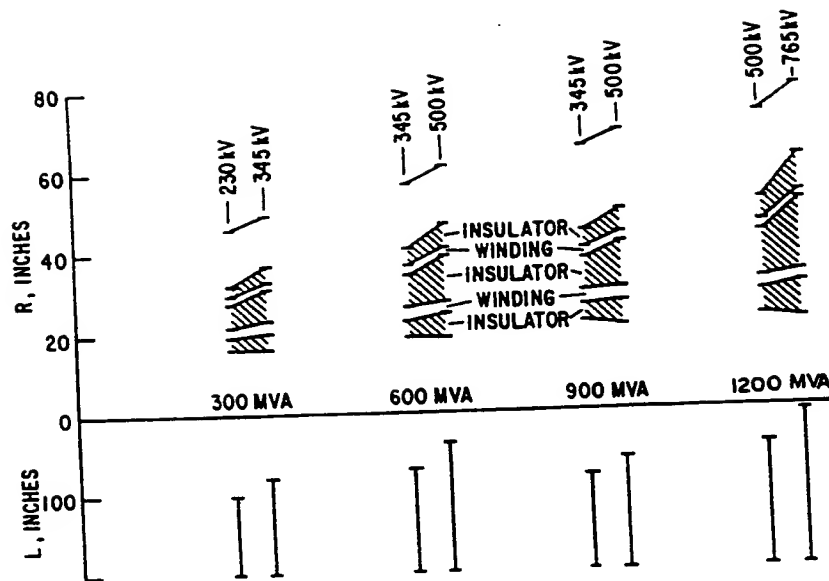 230 kV
345 kV
345 kV
500 kV
345 kV
500 kV
500 kV
765 kV
R, INCHES
80
60
40
20
0
INSULATOR
WINDING
INSULATOR
WINDING
INSULATOR
300 MVA
600 MVA
900 MVA
1200 MVA
L, INCHES
100